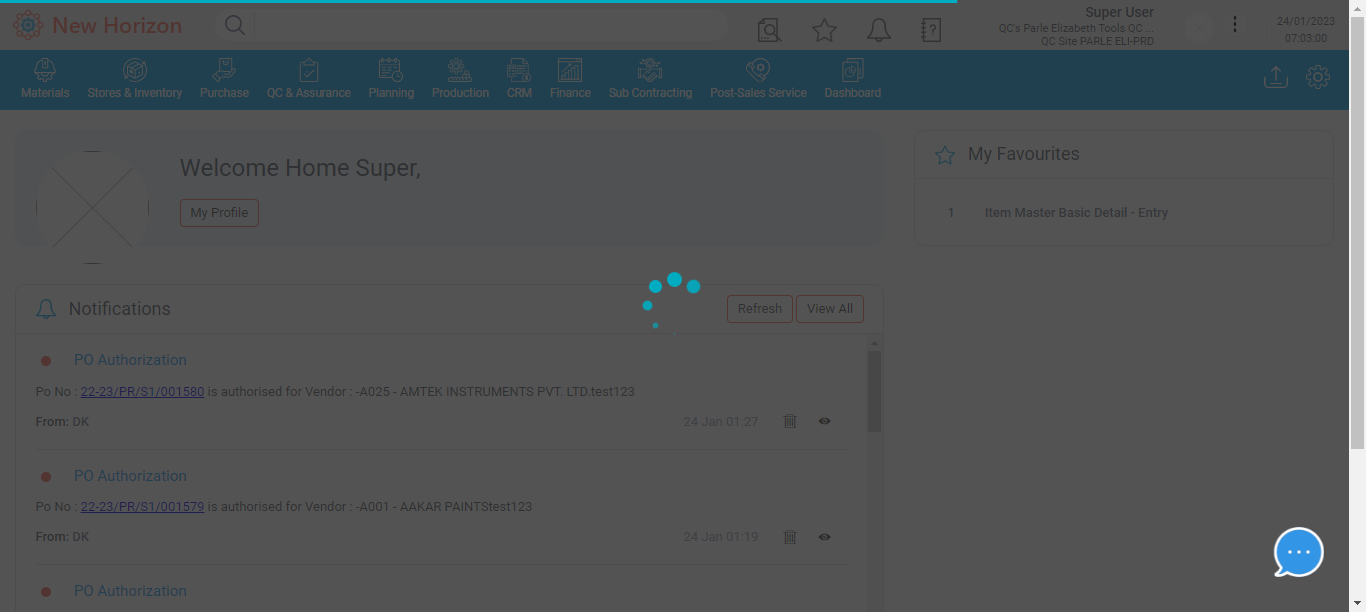 New Horizon
Super User
QC's Parle Elizabeth Tools QC ...
QC Site PARLE ELI-PRD
24/01/2023
07:03:00
Materials
Stores & Inventory
Purchase
QC & Assurance
Planning
Production
CRM
Finance
Sub Contracting
Post-Sales Service
Dashboard
Welcome Home Super,
My Profile
My Favourites
1 Item Master Basic Detail - Entry
Notifications
Refresh
View All
PO Authorization
Po No : 22-23/PR/S1/001580 is authorised for Vendor : -A025 - AMTEK INSTRUMENTS PVT. LTD.test123
From: DK 24 Jan 01:27
PO Authorization
Po No : 22-23/PR/S1/001579 is authorised for Vendor : -A001 - AAKAR PAINTStest123
From: DK 24 Jan 01:19
PO Authorization